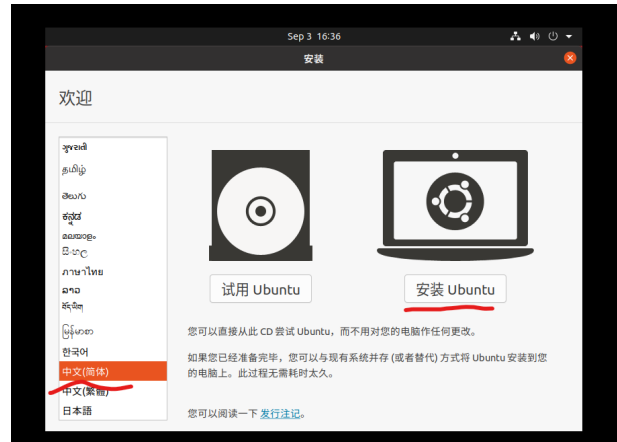 Sep 3 16:36
安装
欢迎
ગુજરાતી
தமிழ்
తెలుగు
ಕನ್ನಡ
മലയാളം
සිංහල
ภาษาไทย
ລາວ
བོད་ཡིག
မြန်မာစာ
한국어
中文(简体)
中文(繁體)
日本語
试用 Ubuntu
安装 Ubuntu
您可以直接从此 CD 尝试 Ubuntu，而不用对您的电脑作任何更改。
如果您已经准备完毕，您可以与现有系统并存 (或者替代) 方式将 Ubuntu 安装到您
的电脑上。此过程无需耗时太久。
您可以阅读一下 发行注记。